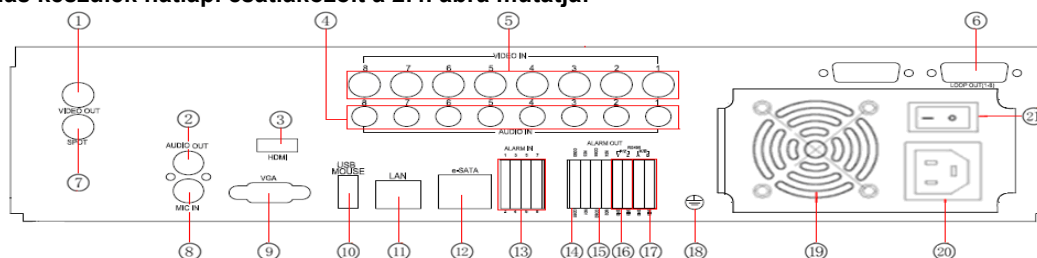 ás készülék hátlapi csatlakozóit a 2.4. ábra mutatja.
① ④ ⑤ ⑥
VIDEO IN
8 7 6 5 4 3 2 1
VIDEO OUT
LOOP OUT(1-8)
② ③
8 7 6 5 4 3 2 1
AUDIO IN
SPOT
⑦
AUDIO OUT
HDMI
ALARM IN
ALARM OUT
㉑
VGA
USB
MOUSE
LAN
e-SATA
MIC IN
⑧ ⑨ ⑩ ⑪ ⑫ ⑬ ⑭ ⑮ ⑯ ⑰ ⑱ ⑲ ⑳